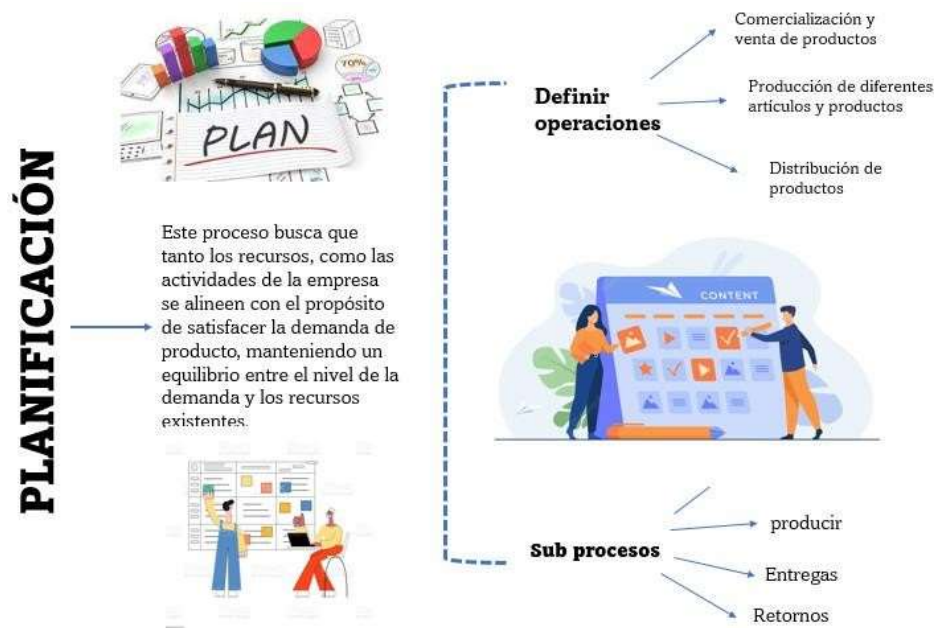 PLANIFICACIÓN
70%
PLAN
Este proceso busca que
tanto los recursos, como las
actividades de la empresa
se alineen con el propósito
de satisfacer la demanda de
producto, manteniendo un
equilibrio entre el nivel de la
demanda y los recursos
existentes.
Definir
operaciones
Comercialización y
venta de productos
Producción de diferentes
artículos y productos
Distribución de
productos
CONTENT
Sub procesos
producir
Entregas
Retornos